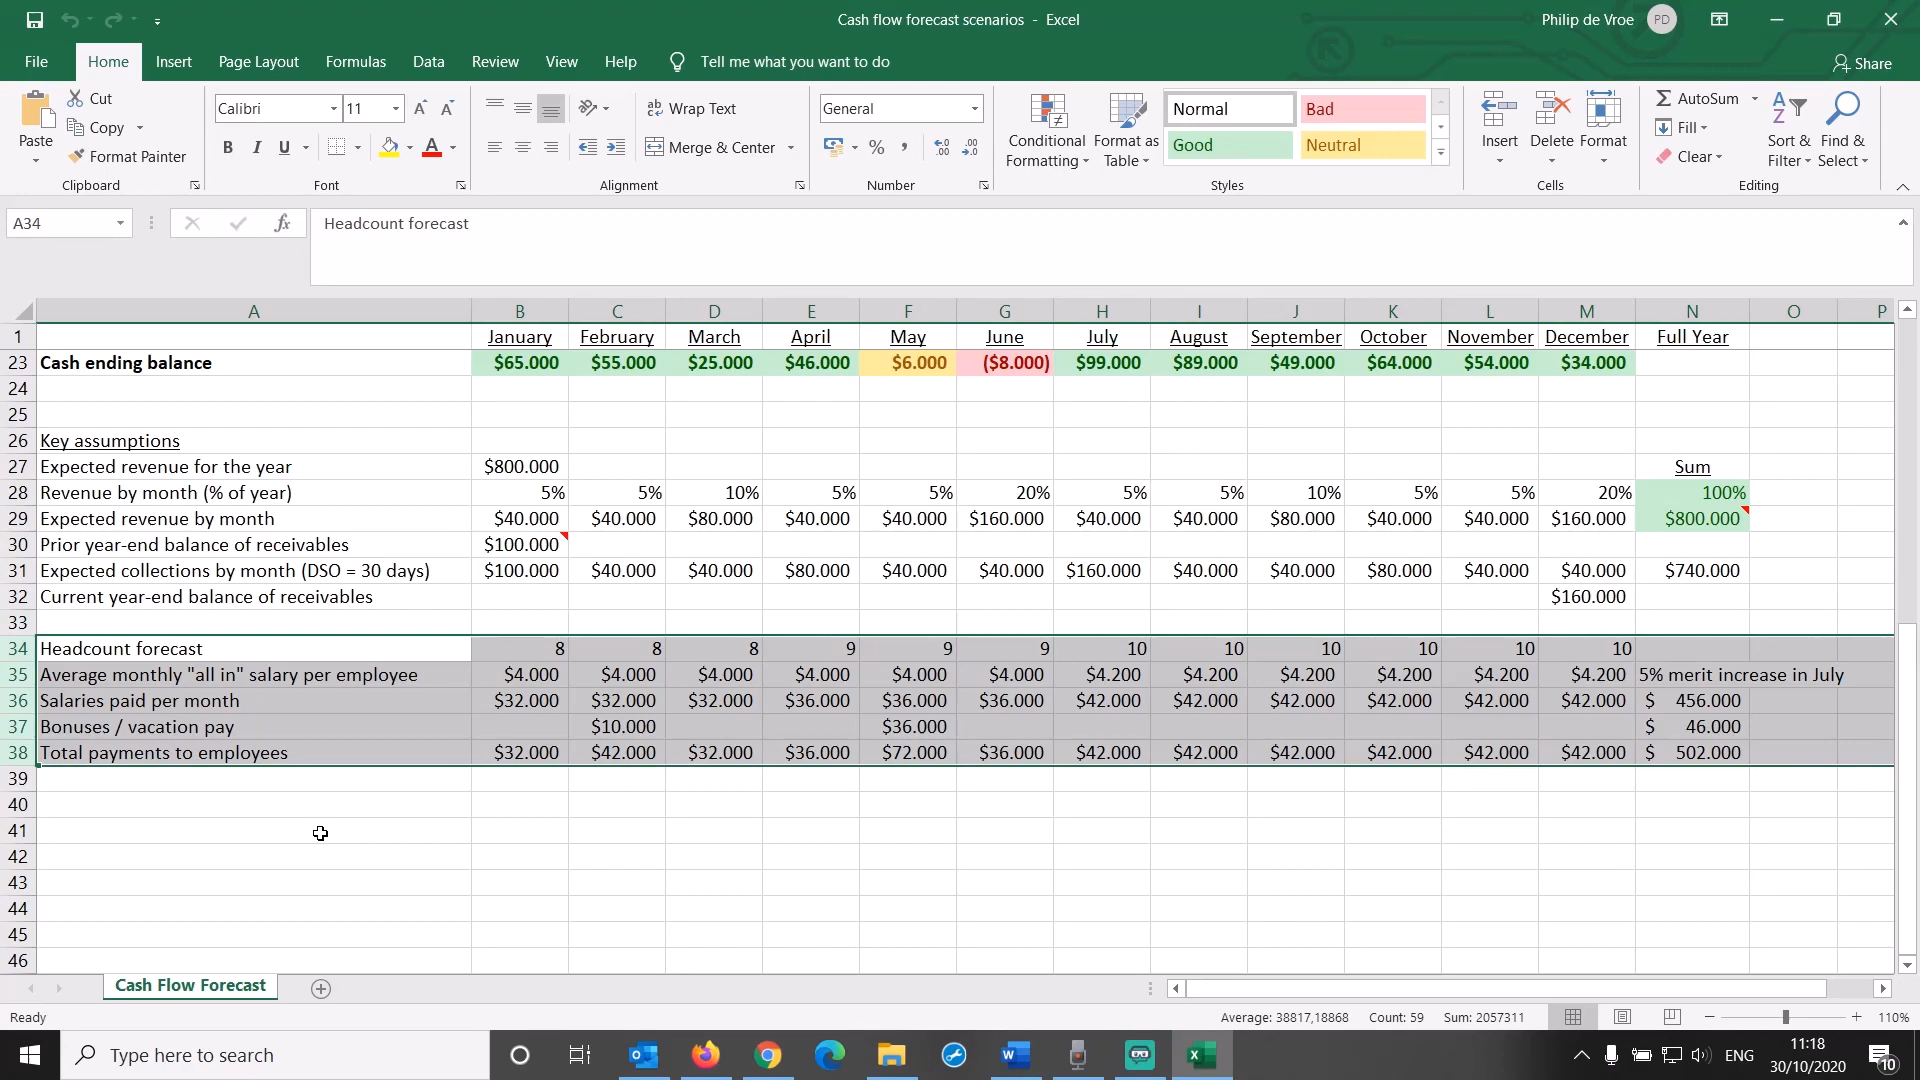 Cash flow forecast scenarios - Excel
Philip de Vroe PD
File Home Insert Page Layout Formulas Data Review View Help Tell me what you want to do Share
Paste
Cut
Copy
Format Painter
Clipboard
Calibri 11
B I U
Font
Wrap Text
Merge & Center
Alignment
General
Number
Conditional Formatting
Format as Table
Normal Bad
Good Neutral
Styles
Insert Delete Format
Cells
AutoSum
Fill
Clear
Sort & Filter
Find & Select
Editing
A34 fx Headcount forecast
A B C D E F G H I J K L M N O P
1 January February March April May June July August September October November December Full Year
23 Cash ending balance $65.000 $55.000 $25.000 $46.000 $6.000 ($8.000) $99.000 $89.000 $49.000 $64.000 $54.000 $34.000
24
25
26 Key assumptions
27 Expected revenue for the year $800.000 Sum
28 Revenue by month (% of year) 5% 5% 10% 5% 5% 20% 5% 5% 10% 5% 5% 20% 100%
29 Expected revenue by month $40.000 $40.000 $80.000 $40.000 $40.000 $160.000 $40.000 $40.000 $80.000 $40.000 $40.000 $160.000 $800.000
30 Prior year-end balance of receivables $100.000
31 Expected collections by month (DSO = 30 days) $100.000 $40.000 $40.000 $80.000 $40.000 $40.000 $160.000 $40.000 $40.000 $80.000 $40.000 $40.000 $740.000
32 Current year-end balance of receivables $160.000
33
34 Headcount forecast 8 8 8 9 9 9 10 10 10 10 10 10
35 Average monthly "all in" salary per employee $4.000 $4.000 $4.000 $4.000 $4.000 $4.000 $4.200 $4.200 $4.200 $4.200 $4.200 $4.200 5% merit increase in July
36 Salaries paid per month $32.000 $32.000 $32.000 $36.000 $36.000 $36.000 $42.000 $42.000 $42.000 $42.000 $42.000 $42.000 $ 456.000
37 Bonuses / vacation pay $10.000 $36.000 $ 46.000
38 Total payments to employees $32.000 $42.000 $32.000 $36.000 $72.000 $36.000 $42.000 $42.000 $42.000 $42.000 $42.000 $42.000 $ 502.000
39
40
41
42
43
44
45
46
Cash Flow Forecast
Ready Average: 38817,18868 Count: 59 Sum: 2057311 110%
Type here to search ENG 11:18
30/10/2020 10